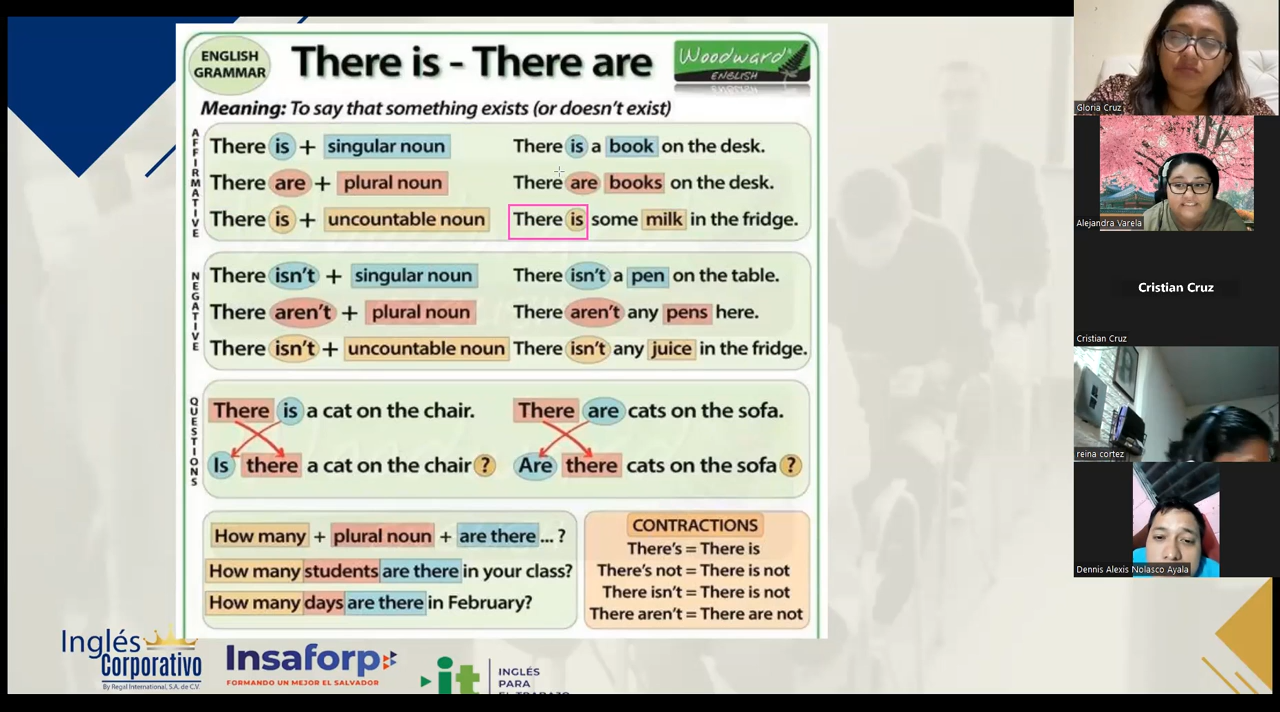 ENGLISH
GRAMMAR
There is - There are
Woodward®
ENGLISH
Meaning: To say that something exists (or doesn't exist)
AFFIRMATIVE
There is + singular noun
There is a book on the desk.
There are + plural noun
There are books on the desk.
There is + uncountable noun
There is some milk in the fridge.
NEGATIVE
There isn't + singular noun
There isn't a pen on the table.
There aren't + plural noun
There aren't any pens here.
There isn't + uncountable noun
There isn't any juice in the fridge.
QUESTIONS
There is a cat on the chair.
There are cats on the sofa.
Is there a cat on the chair ?
Are there cats on the sofa ?
How many + plural noun + are there ... ?
How many students are there in your class?
How many days are there in February?
CONTRACTIONS
There's = There is
There's not = There is not
There isn't = There is not
There aren't = There are not
Inglés
Corporativo
By Regal International, S.A. de C.V.
Insaforp
FORMANDO UN MEJOR EL SALVADOR
it
INGLÉS
PARA
EL TRABAJO
Gloria Cruz
Alejandra Varela
Cristian Cruz
Cristian Cruz
reina cortez
Dennis Alexis Nolasco Ayala